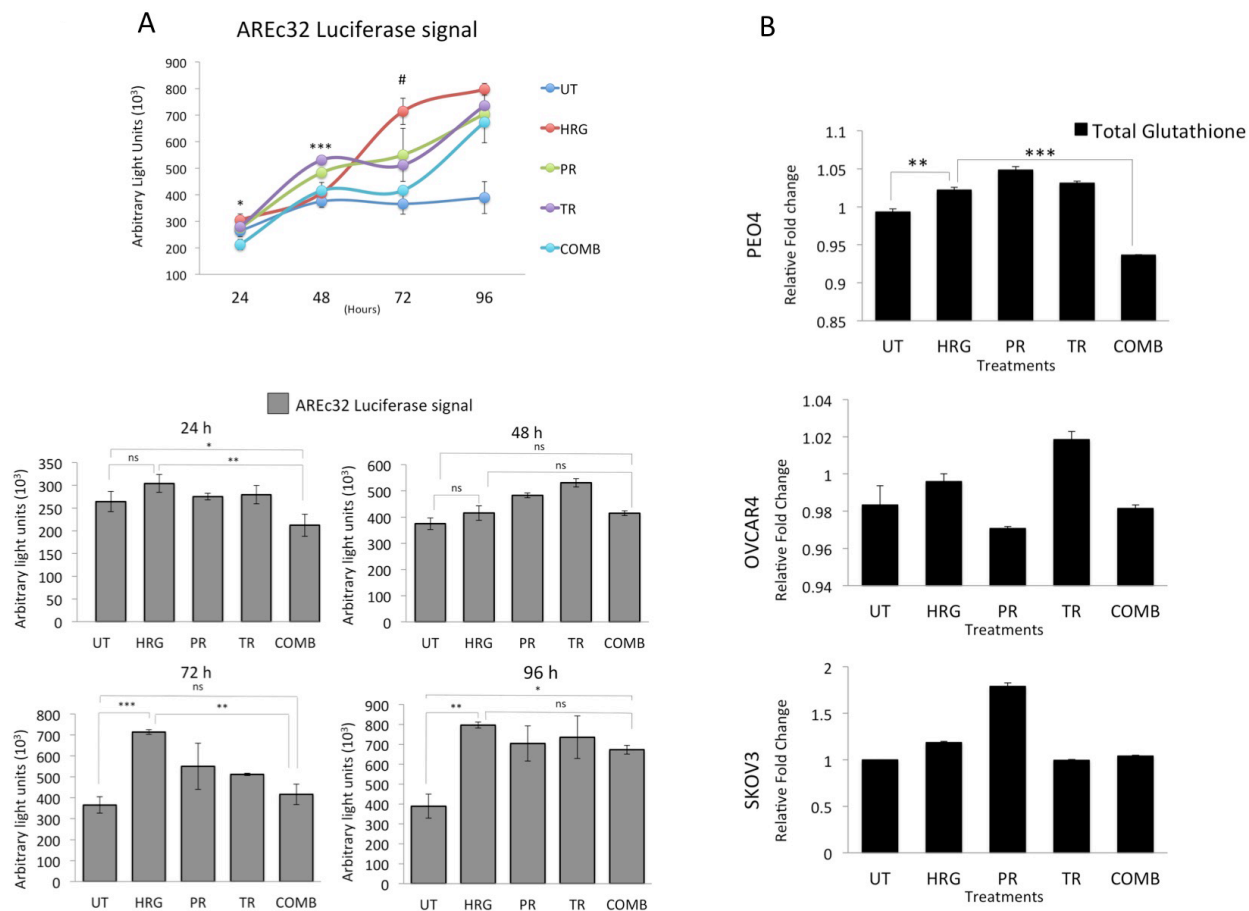 A
AREc32 Luciferase signal
Arbitrary Light Units (10³)
900
800
700
600
500
400
300
200
100
*
***
#
24
48
72
96
(Hours)
UT
HRG
PR
TR
COMB
AREc32 Luciferase signal
24 h
Arbitrary light units (10³)
350
300
250
200
150
100
50
0
*
ns
**
UT HRG PR TR COMB
48 h
Arbitrary light units (10³)
600
500
400
300
200
100
0
ns
ns
ns
UT HRG PR TR COMB
72 h
Arbitrary light units (10³)
800
700
600
500
400
300
200
100
0
ns
***
**
UT HRG PR TR COMB
96 h
Arbitrary light units (10³)
900
800
700
600
500
400
300
200
100
0
*
ns
**
UT HRG PR TR COMB
B
Total Glutathione
PEO4
Relative Fold change
1.1
1.05
1
0.95
0.9
0.85
**
***
UT HRG PR TR COMB
Treatments
OVCAR4
Relative Fold Change
1.04
1.02
1
0.98
0.96
0.94
UT HRG PR TR COMB
Treatments
SKOV3
Relative Fold Change
2
1.5
1
0.5
0
UT HRG PR TR COMB
Treatments